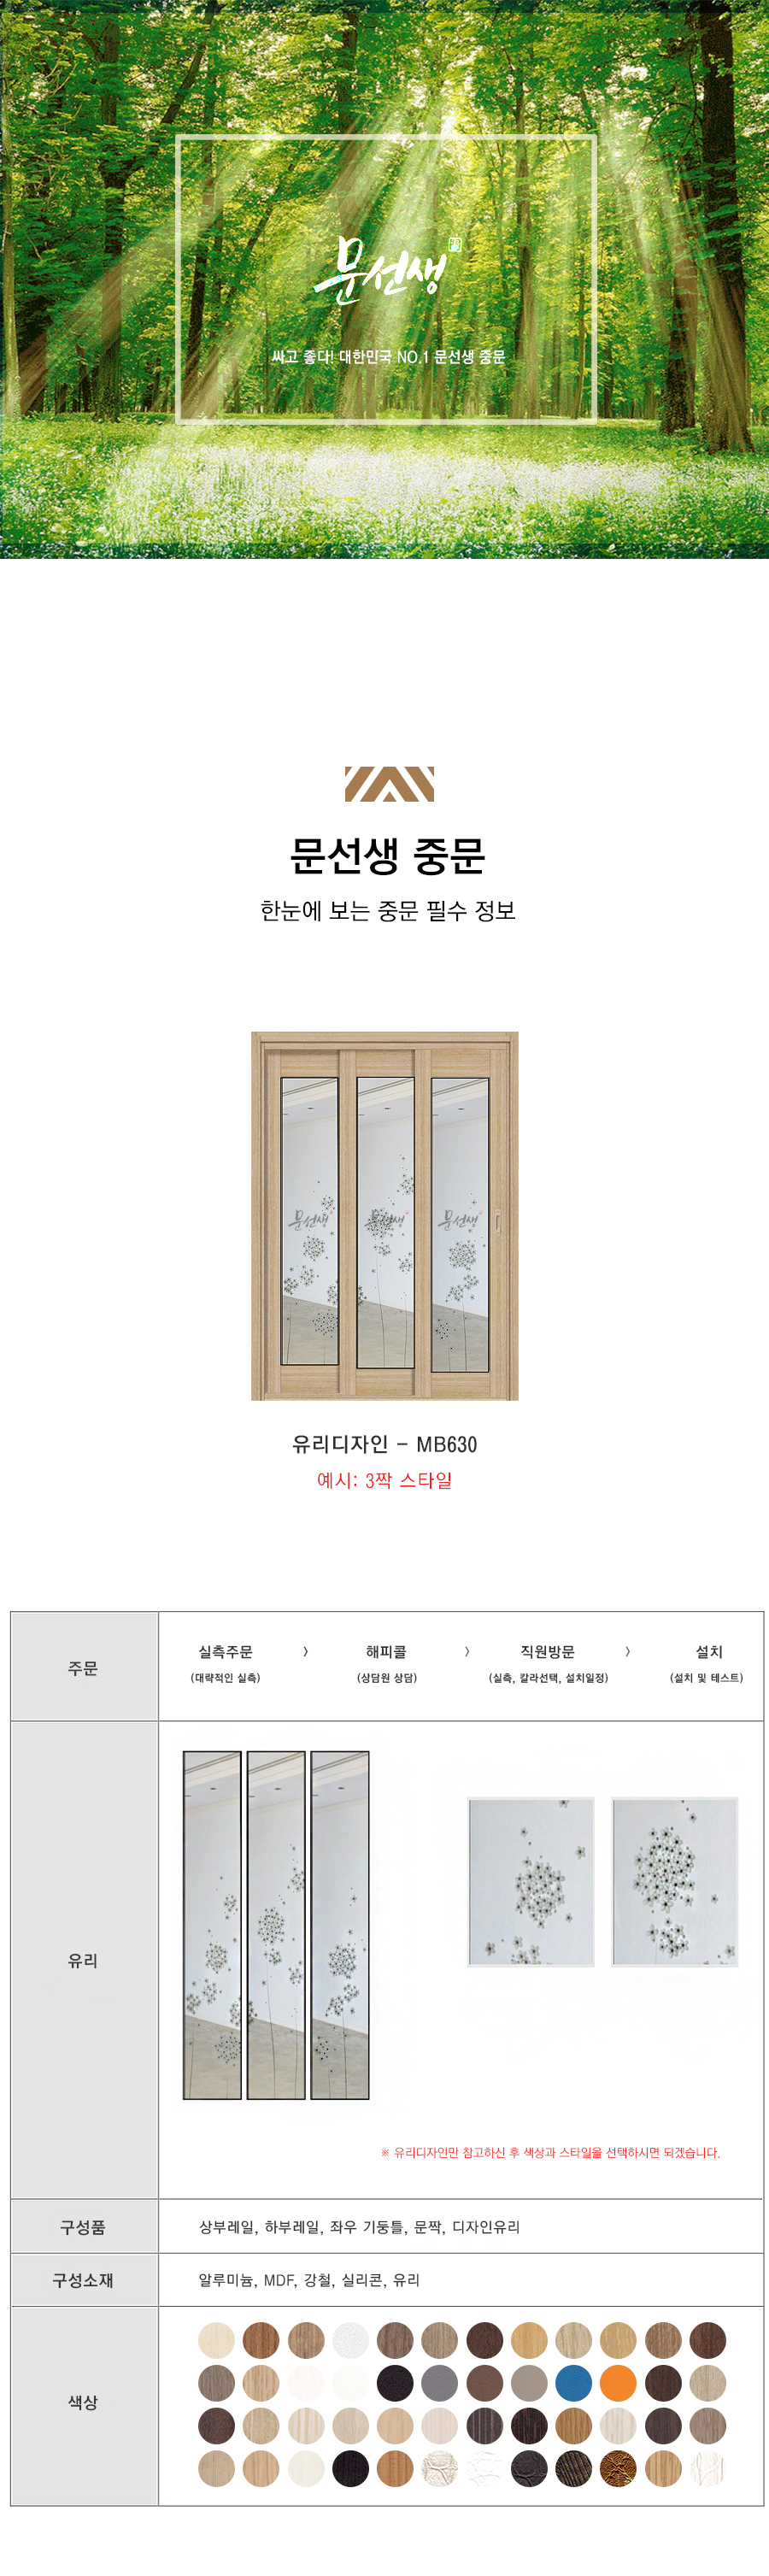 문선생
싸고 좋다! 대한민국 NO.1 문선생 중문
문선생 중문
한눈에 보는 중문 필수 정보
문선생 문선생 문선생
유리디자인 - MB630
예시: 3짝 스타일
주문
실측주문 > 해피콜 > 직원방문 > 설치
(대략적인 실측) (상담원 상담) (실측, 칼라선택, 설치일정) (설치 및 테스트)
유리
※ 유리디자인만 참고하신 후 색상과 스타일을 선택하시면 되겠습니다.
구성품
상부레일, 하부레일, 좌우 기둥틀, 문짝, 디자인유리
구성소재
알루미늄, MDF, 강철, 실리콘, 유리
색상